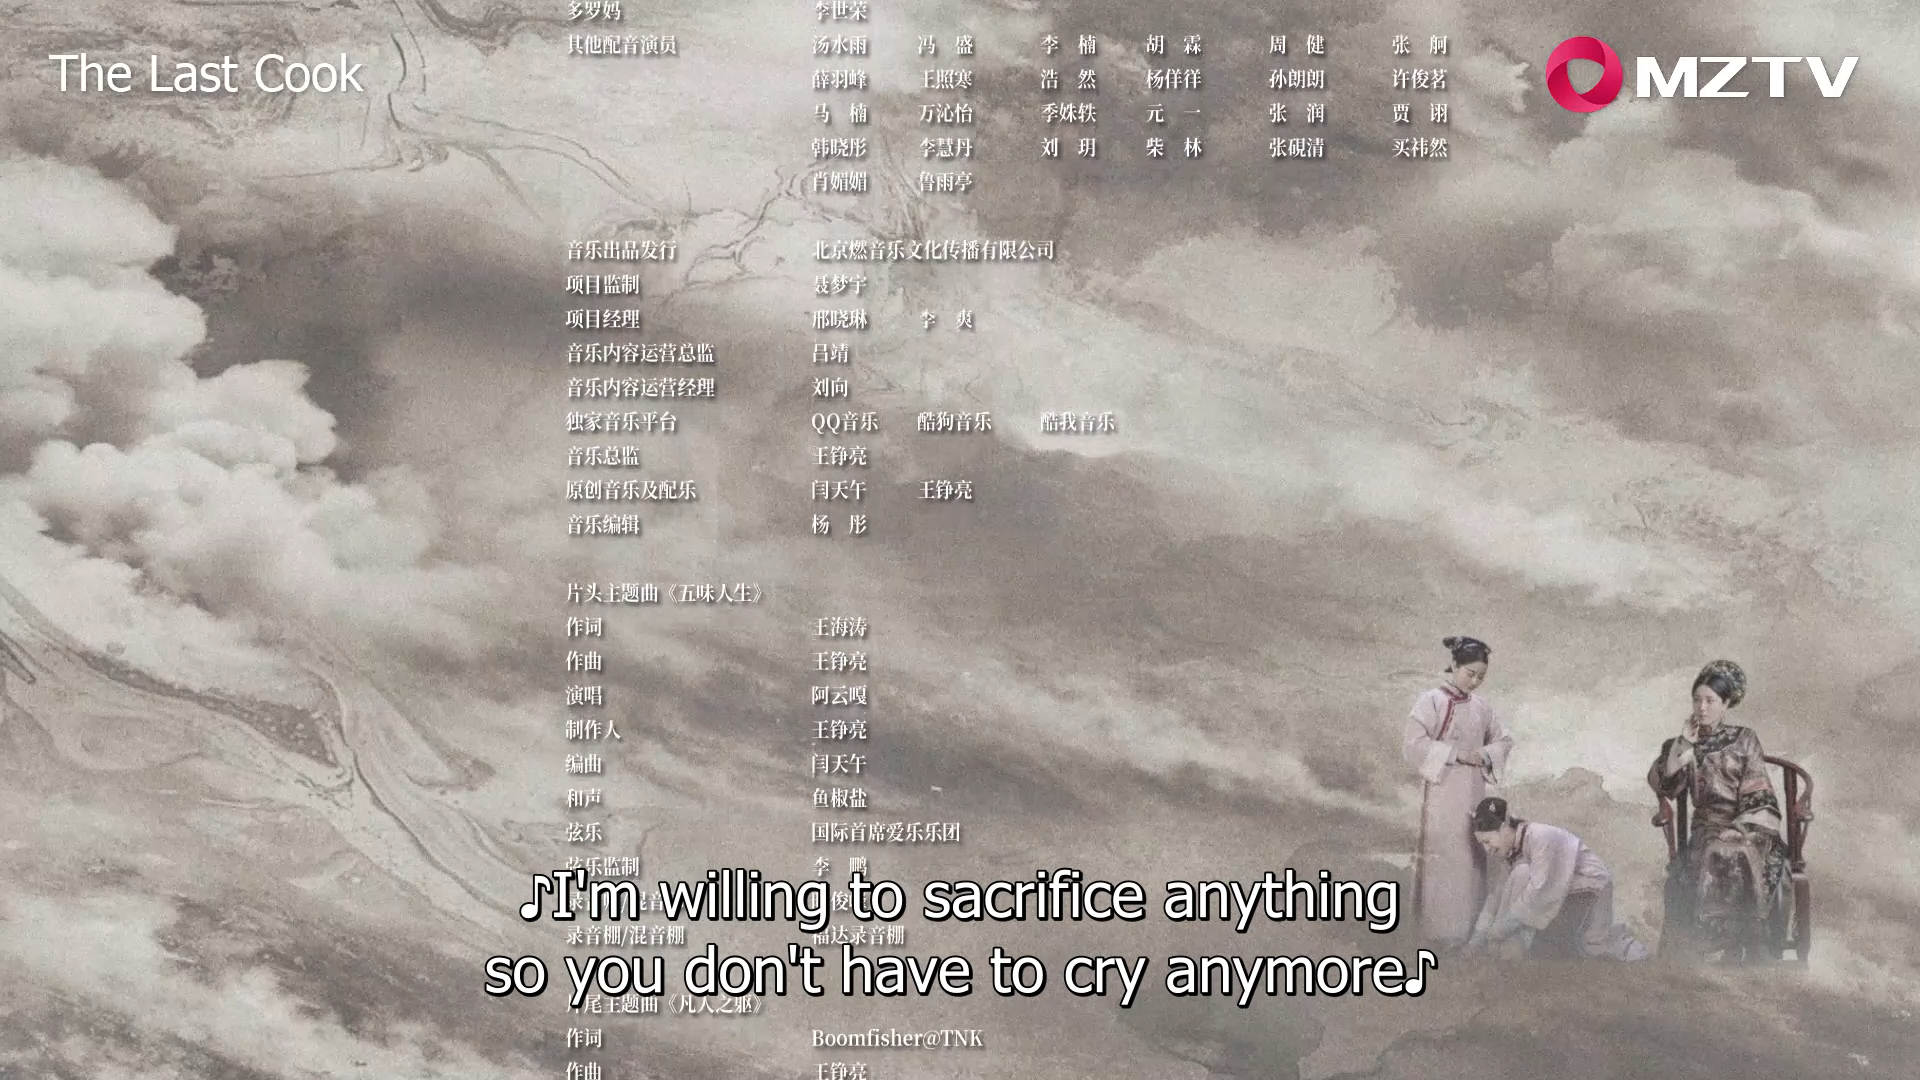 多罗妈 李世荣
The Last Cook
MZTV
其他配音演员 汤水雨 冯 盛 李 楠 胡 霖 周 健 张 舸
薛羽峰 王照寒 浩 然 杨佯徉 孙朗朗 许俊茗
马 楠 万沁怡 季姝轶 元 一 张 润 贾 诩
韩晓彤 李慧丹 刘 玥 柴 林 张砚清 买祎然
肖媚媚 鲁雨亭
音乐出品发行 北京燃音乐文化传播有限公司
项目监制 聂梦宇
项目经理 邢晓琳 李 爽
音乐内容运营总监 吕靖
音乐内容运营经理 刘向
独家音乐平台 QQ音乐 酷狗音乐 酷我音乐
音乐总监 王铮亮
原创音乐及配乐 闫天午 王铮亮
音乐编辑 杨 彤
片头主题曲《五味人生》
作词 王海涛
作曲 王铮亮
演唱 阿云嘎
制作人 王铮亮
编曲 闫天午
和声 鱼椒盐
弦乐 国际首席爱乐乐团
弦乐监制 李 鹏
♪I'm willing to sacrifice anything
录音棚/混音棚 福达录音棚
so you don't have to cry anymore♪
片尾主题曲《凡人之躯》
作词 Boomfisher@TNK
作曲 王铮亮